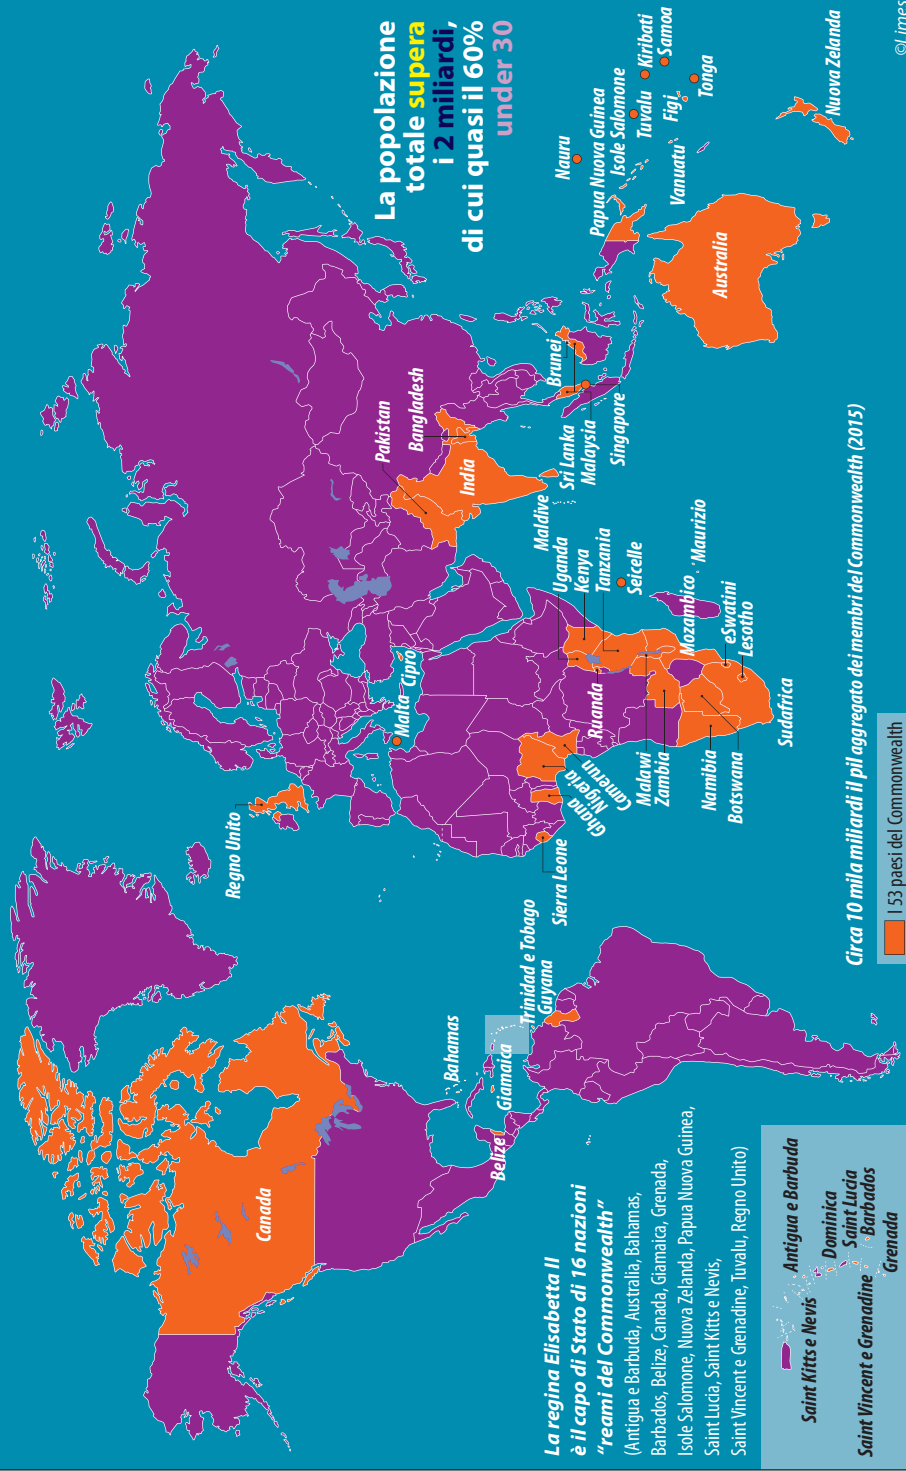 La popolazione
totale supera
i 2 miliardi,
di cui quasi il 60%
under 30
Canada
Regno Unito
Malta
Cipro
Pakistan
Bangladesh
India
Maldive
Sri Lanka
Malaysia
Singapore
Brunei
Nauru
Papua Nuova Guinea
Isole Salomone
Tuvalu
Kiribati
Samoa
Figi
Tonga
Vanuatu
Australia
Nuova Zelanda
Bahamas
Giamaica
Belize
Trinidad e Tobago
Guyana
Sierra Leone
Ghana
Nigeria
Camerun
Ruanda
Uganda
Kenya
Tanzania
Seicelle
Malawi
Zambia
Mozambico
Maurizio
Namibia
Botswana
eSwatini
Lesotho
Sudafrica
La regina Elisabetta II
è il capo di Stato di 16 nazioni
“reami del Commonwealth”
(Antigua e Barbuda, Australia, Bahamas,
Barbados, Belize, Canada, Giamaica, Grenada,
Isole Salomone, Nuova Zelanda, Papua Nuova Guinea,
Saint Lucia, Saint Kitts e Nevis,
Saint Vincent e Grenadine, Tuvalu, Regno Unito)
Antigua e Barbuda
Saint Kitts e Nevis
Dominica
Saint Lucia
Saint Vincent e Grenadine
Barbados
Grenada
Circa 10 mila miliardi il pil aggregato dei membri del Commonwealth (2015)
I 53 paesi del Commonwealth
©Limes